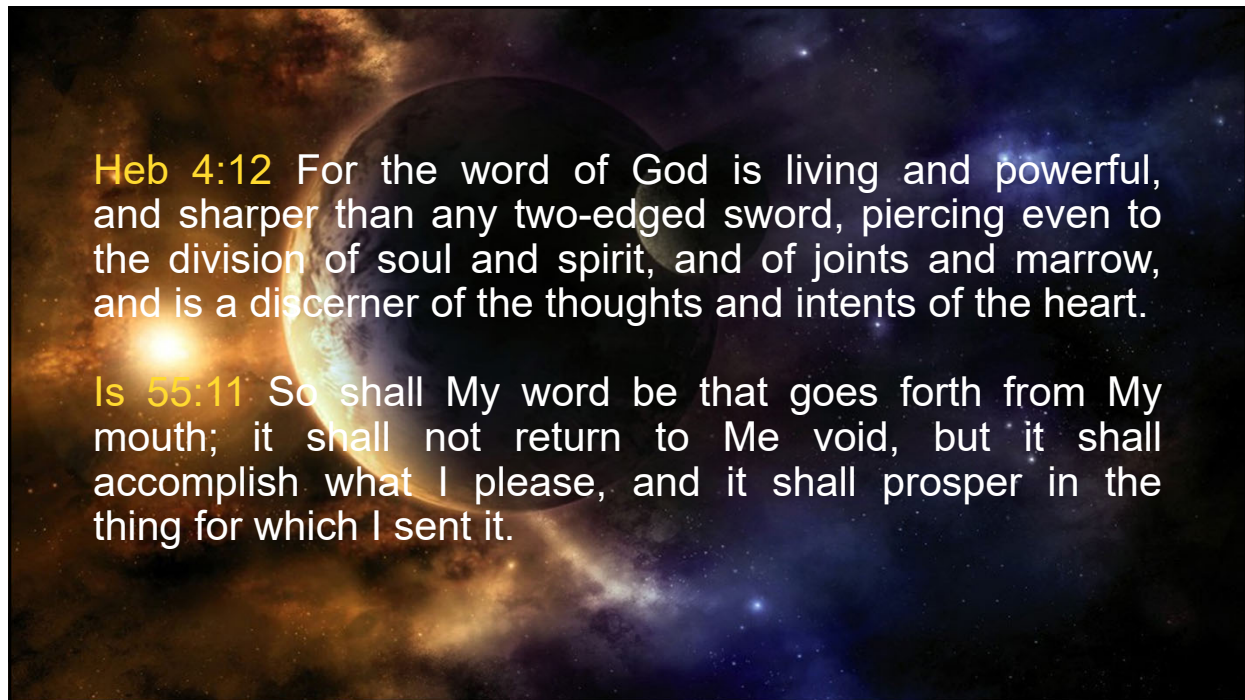 Heb 4:12 For the word of God is living and powerful,
and sharper than any two-edged sword, piercing even to
the division of soul and spirit, and of joints and marrow,
and is a discerner of the thoughts and intents of the heart.
Is 55:11 So shall My word be that goes forth from My
mouth; it shall not return to Me void, but it shall
accomplish what I please, and it shall prosper in the
thing for which I sent it.